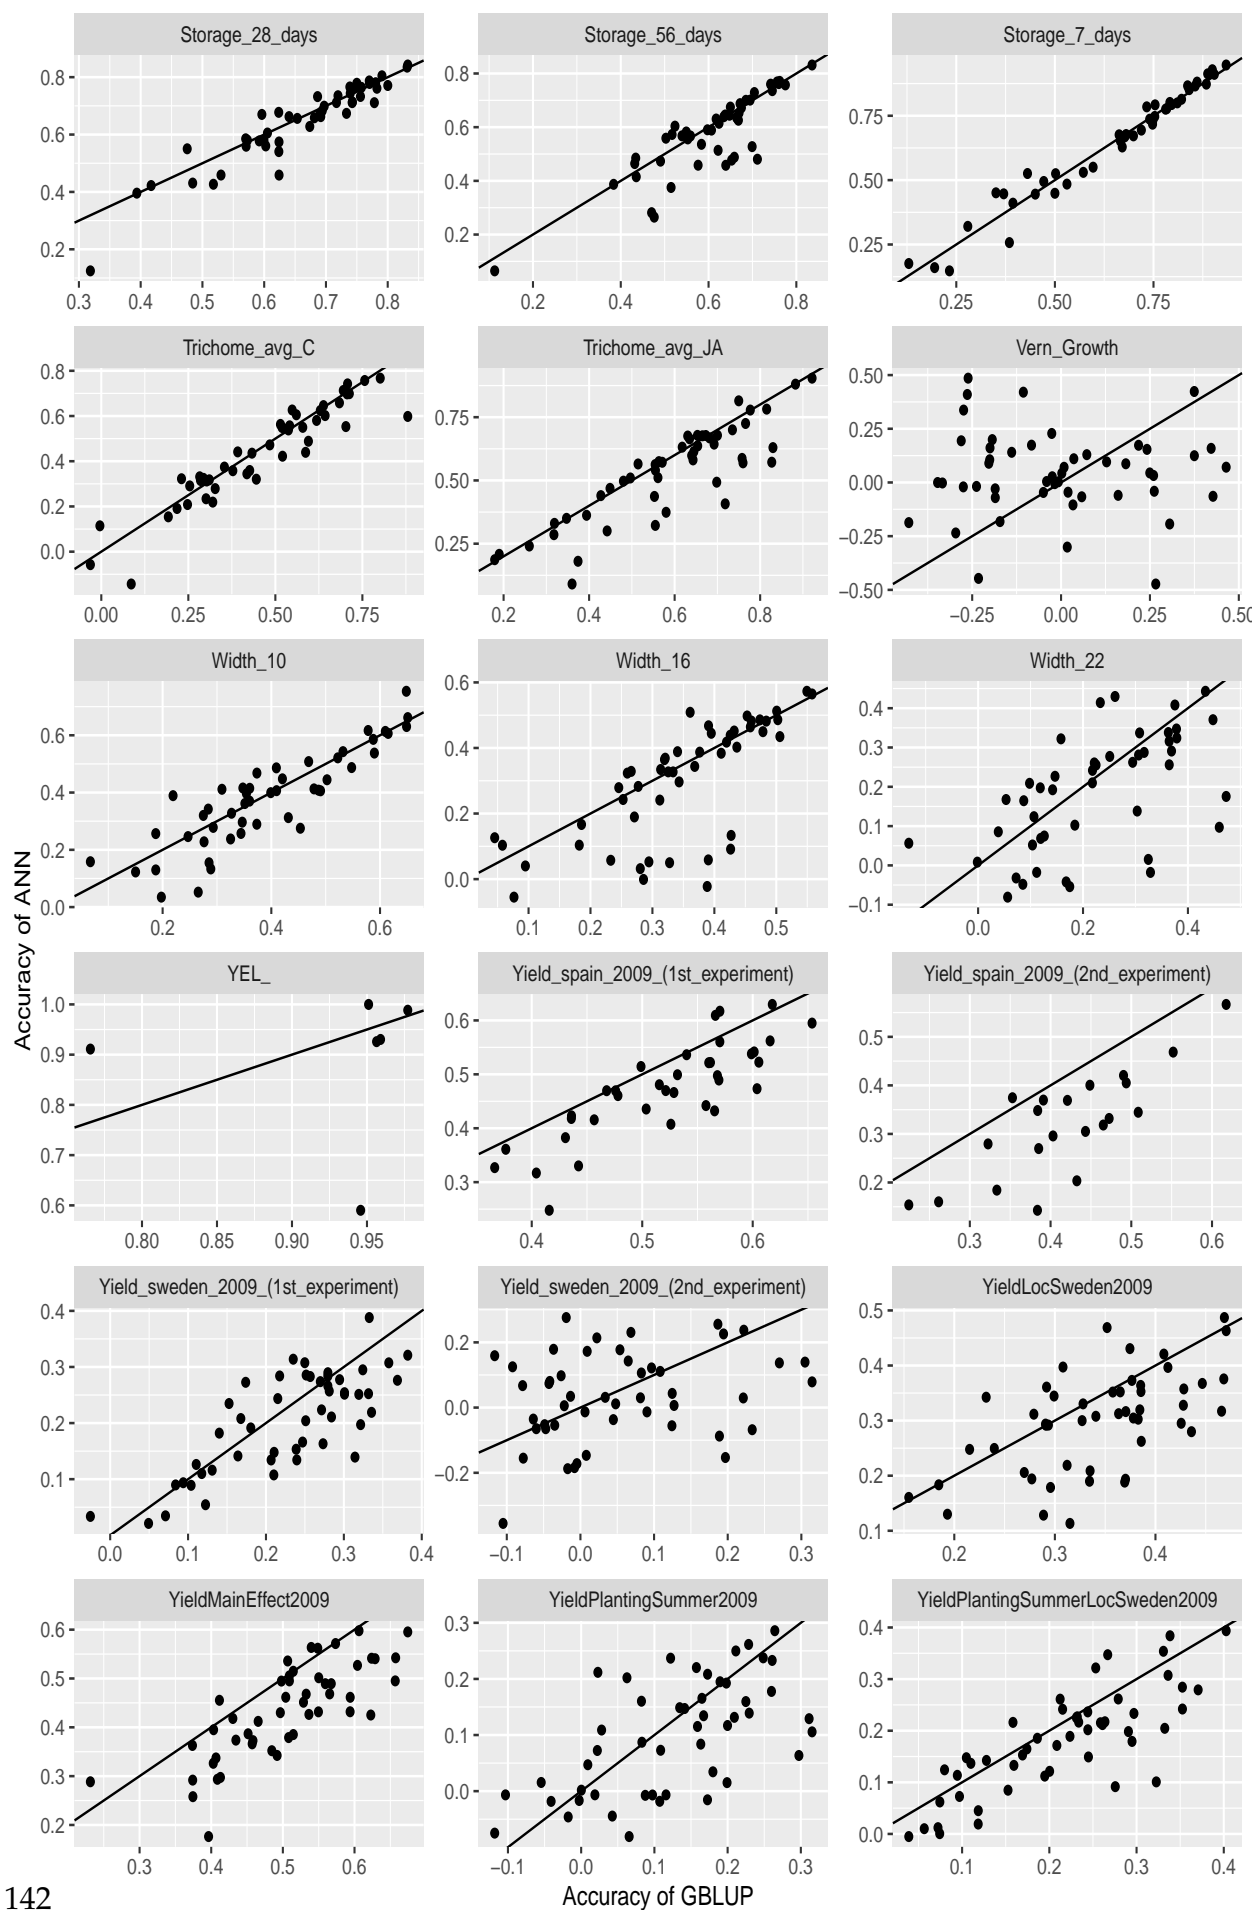 Storage_28_days Storage_56_days Storage_7_days
0.8 0.8 0.75
0.6 0.6 0.50
0.4 0.4 0.25
0.2 0.2
0.3 0.4 0.5 0.6 0.7 0.8 0.2 0.4 0.6 0.8 0.25 0.50 0.75
Trichome_avg_C Trichome_avg_JA Vern_Growth
0.8 0.75 0.50
0.6 0.50 0.25
0.4 0.25 0.00
0.2 −0.25
0.0 −0.50
0.00 0.25 0.50 0.75 0.2 0.4 0.6 0.8 −0.25 0.00 0.25 0.50
Width_10 Width_16 Width_22
0.6 0.6 0.4
0.4 0.4 0.3
0.2 0.2 0.2
0.0 0.0 0.1
0.0
−0.1
0.2 0.4 0.6 0.1 0.2 0.3 0.4 0.5 0.0 0.2 0.4
Accuracy of ANN
YEL_ Yield_spain_2009_(1st_experiment) Yield_spain_2009_(2nd_experiment)
1.0 0.6 0.5
0.9 0.5 0.4
0.8 0.4 0.3
0.7 0.3 0.2
0.6
0.80 0.85 0.90 0.95 0.4 0.5 0.6 0.3 0.4 0.5 0.6
Yield_sweden_2009_(1st_experiment) Yield_sweden_2009_(2nd_experiment) YieldLocSweden2009
0.4 0.2 0.5
0.3 0.0 0.4
0.2 −0.2 0.3
0.1 0.2
0.1
0.0 0.1 0.2 0.3 0.4 −0.1 0.0 0.1 0.2 0.3 0.2 0.4
YieldMainEffect2009 YieldPlantingSummer2009 YieldPlantingSummerLocSweden2009
0.6 0.3 0.4
0.5 0.2 0.3
0.4 0.1 0.2
0.3 0.0 0.1
0.2 0.0
0.3 0.4 0.5 0.6 −0.1 0.0 0.1 0.2 0.3 0.1 0.2 0.3 0.4
Accuracy of GBLUP
142